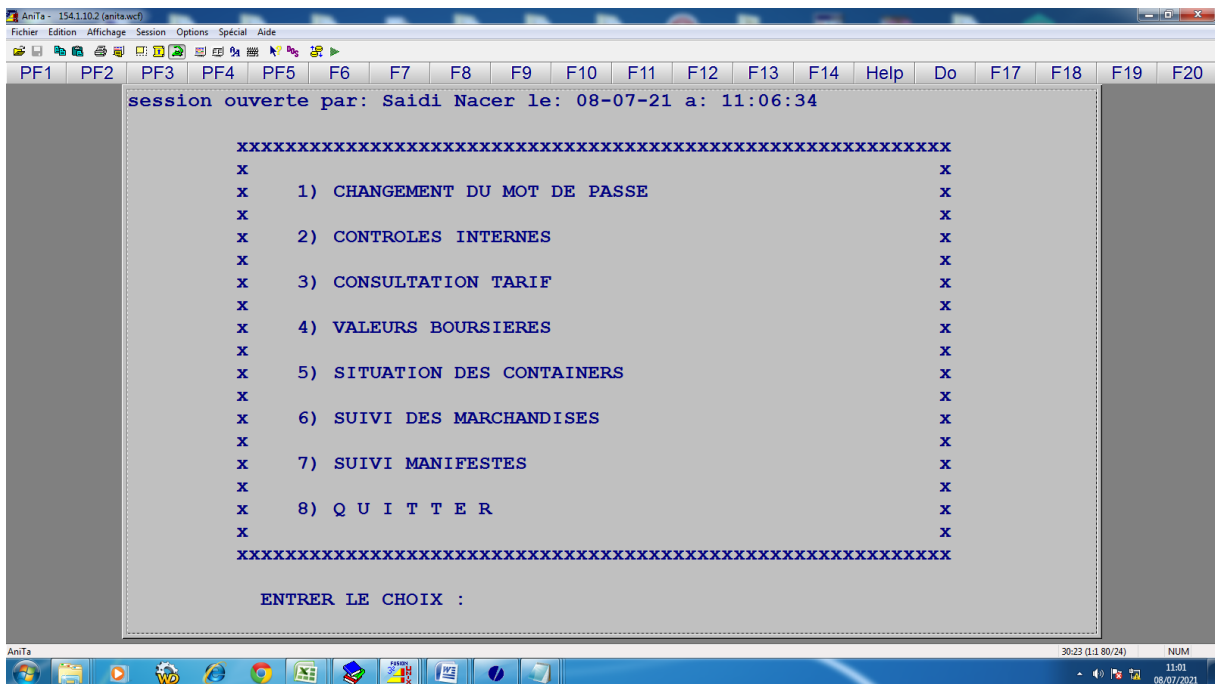 AniTa - 154.1.10.2 (anita.wcf)
Fichier Edition Affichage Session Options Spécial Aide
PF1 PF2 PF3 PF4 PF5 F6 F7 F8 F9 F10 F11 F12 F13 F14 Help Do F17 F18 F19 F20
session ouverte par: Saidi Nacer le: 08-07-21 a: 11:06:34
xxxxxxxxxxxxxxxxxxxxxxxxxxxxxxxxxxxxxxxxxxxxxxxxxxxxxxxxxxx
x x
x 1) CHANGEMENT DU MOT DE PASSE x
x x
x 2) CONTROLES INTERNES x
x x
x 3) CONSULTATION TARIF x
x x
x 4) VALEURS BOURSIERES x
x x
x 5) SITUATION DES CONTAINERS x
x x
x 6) SUIVI DES MARCHANDISES x
x x
x 7) SUIVI MANIFESTES x
x x
x 8) Q U I T T E R x
x x
xxxxxxxxxxxxxxxxxxxxxxxxxxxxxxxxxxxxxxxxxxxxxxxxxxxxxxxxxxx
ENTRER LE CHOIX :
AniTa 30:23 (1:1 80/24) NUM
11:01
08/07/2021